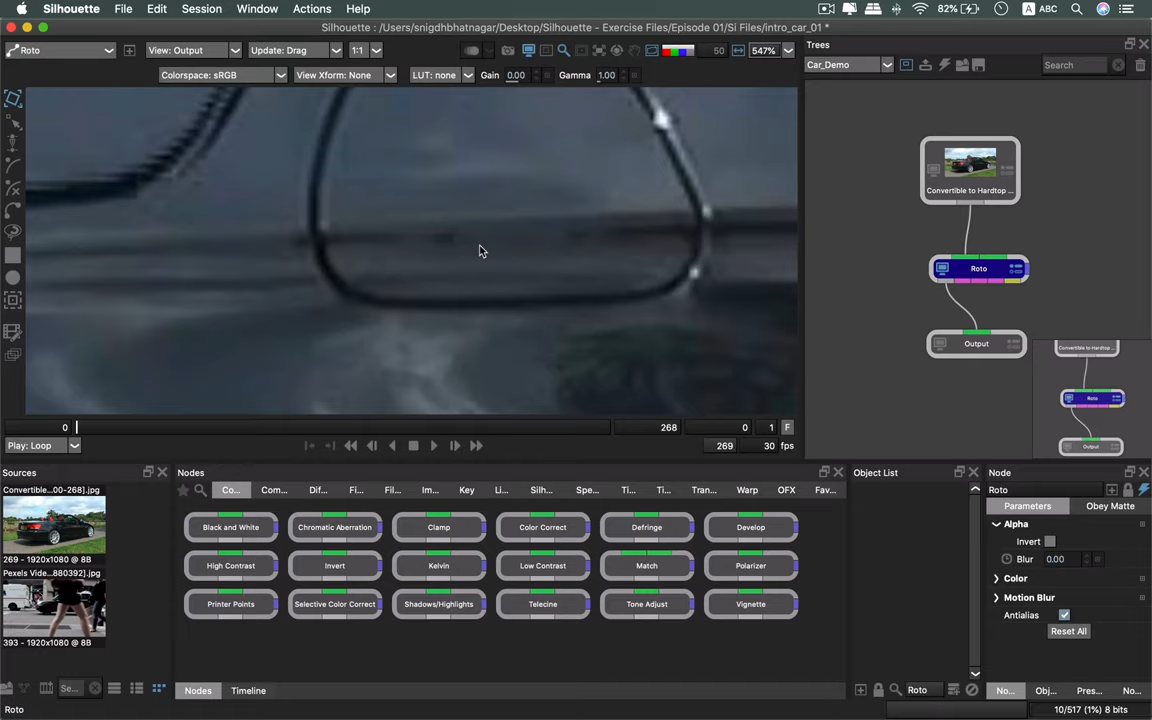 Silhouette File Edit Session Window Actions Help 82% A ABC
Silhouette : /Users/snigdhbhatnagar/Desktop/Silhouette - Exercise Files/Episode 01/Si Files/intro_car_01 *
Roto View: Output Update: Drag 1:1 50 547%
Colorspace: sRGB View Xform: None LUT: none Gain 0.00 Gamma 1.00
Trees
Car_Demo Search
Convertible to Hardtop ...
Roto
Output
Convertible to Hardtop ...
Roto
Output
0 268 0 1 F
Play: Loop 269 30 fps
Sources
Convertible...00-268].jpg
269 - 1920x1080 @ 8B
Pexels Vide...880392].jpg
393 - 1920x1080 @ 8B
Se...
Nodes
Co... Com... Dif... Fi... Fil... Im... Key Li... Silh... Spe... Ti... Ti... Tran... Warp OFX Fav...
Black and White Chromatic Aberration Clamp Color Correct Defringe Develop
High Contrast Invert Kelvin Low Contrast Match Polarizer
Printer Points Selective Color Correct Shadows/Highlights Telecine Tone Adjust Vignette
Nodes Timeline
Object List
Roto
Node
Roto
Parameters Obey Matte
Alpha
Invert
Blur 0.00
Color
Motion Blur
Antialias
Reset All
No... Obj... Pres... No...
Roto 10/517 (1%) 8 bits